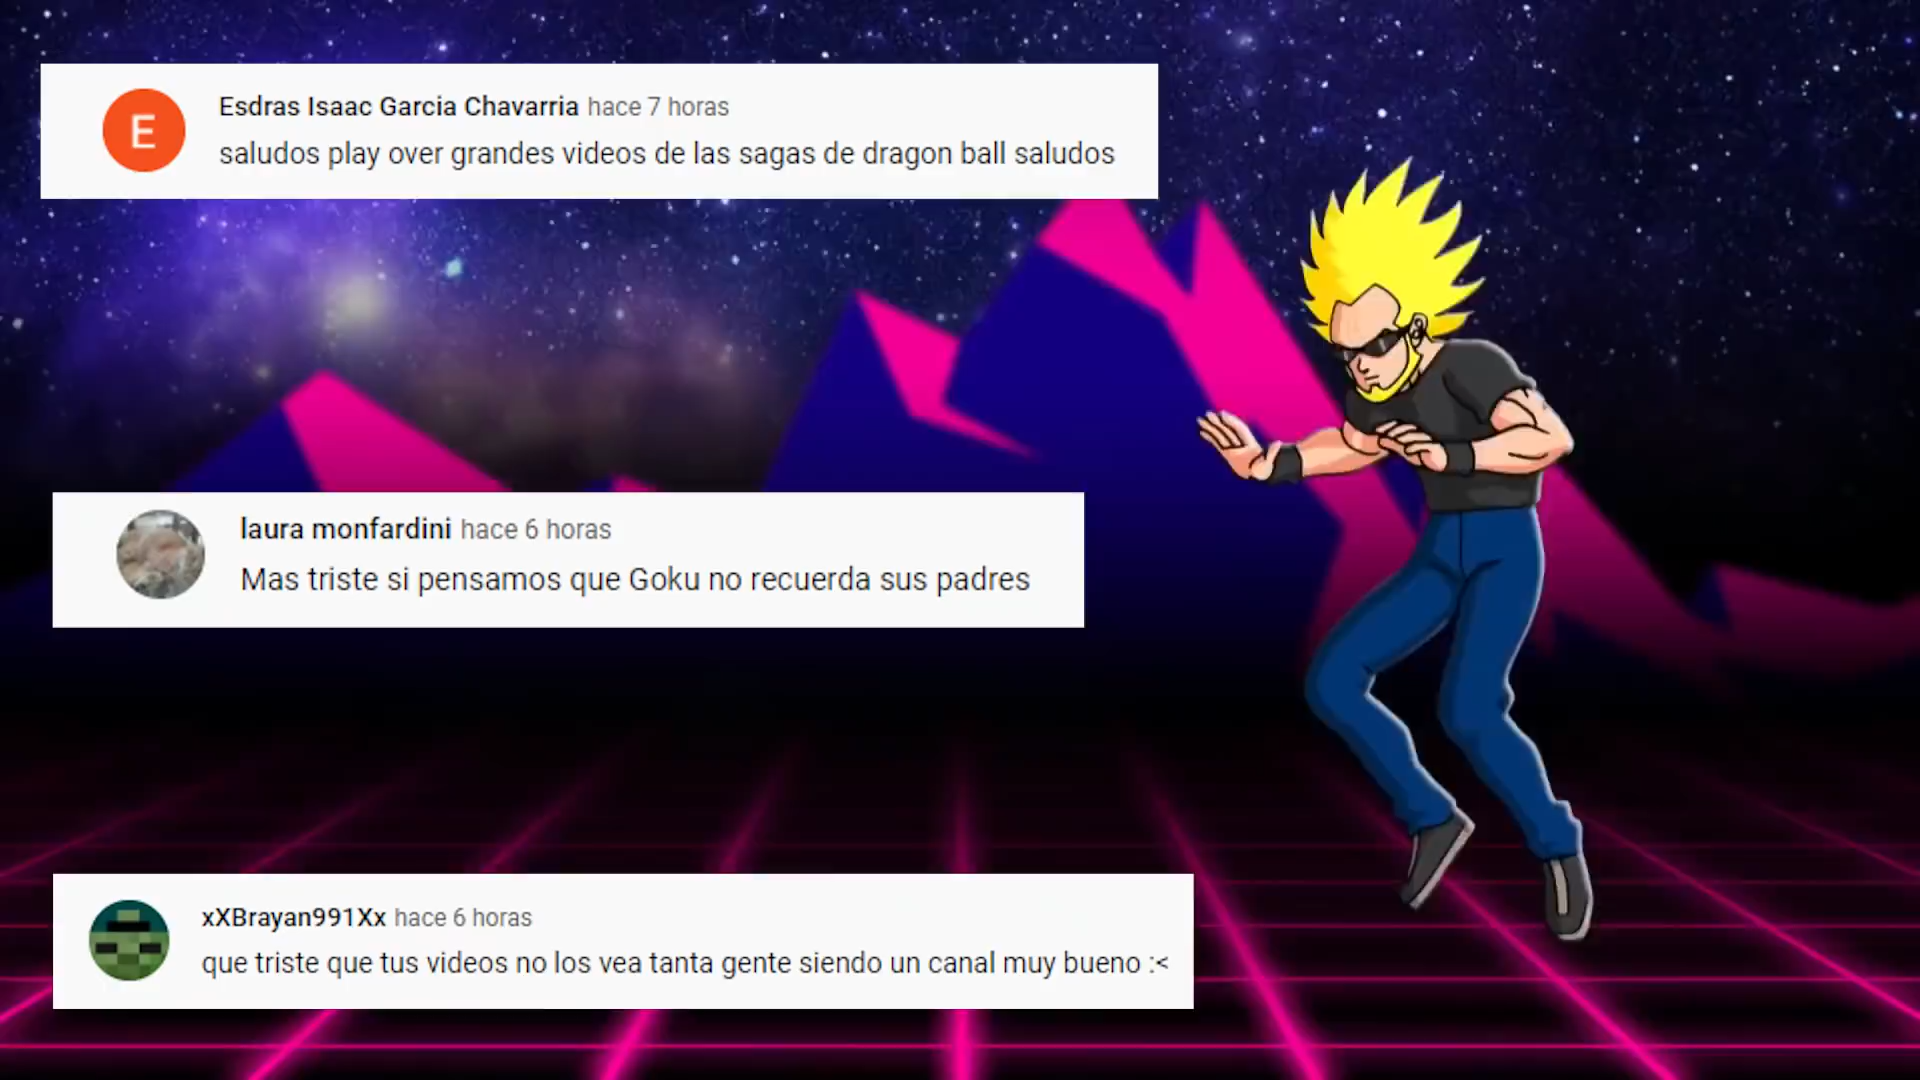 E
Esdras Isaac Garcia Chavarria hace 7 horas
saludos play over grandes videos de las sagas de dragon ball saludos
laura monfardini hace 6 horas
Mas triste si pensamos que Goku no recuerda sus padres
xXBrayan991Xx hace 6 horas
que triste que tus videos no los vea tanta gente siendo un canal muy bueno :<